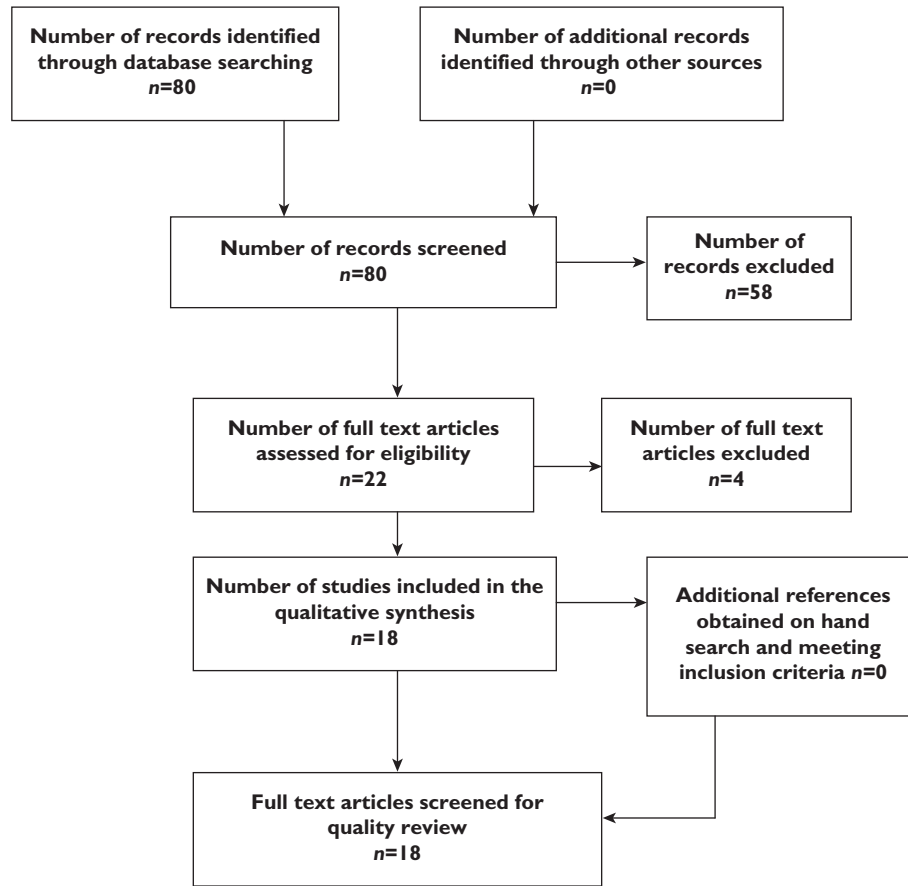 Number of records identified
through database searching
n=80
Number of additional records
identified through other sources
n=0
Number of records screened
n=80
Number of
records excluded
n=58
Number of full text articles
assessed for eligibility
n=22
Number of full text
articles excluded
n=4
Number of studies included in the
qualitative synthesis
n=18
Additional references
obtained on hand
search and meeting
inclusion criteria n=0
Full text articles screened for
quality review
n=18